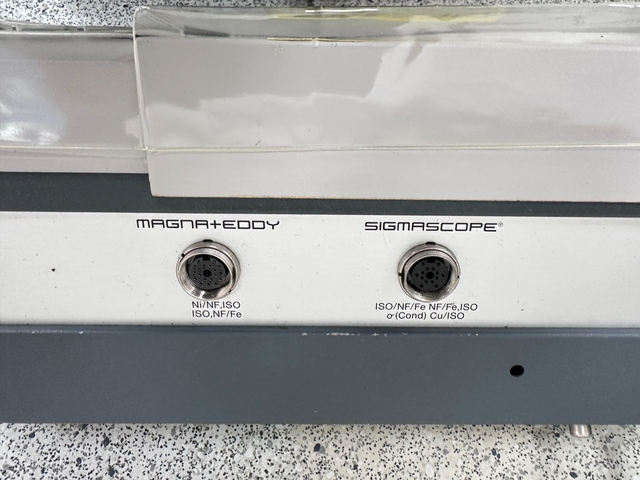 MAGNA+EDDY
Ni/NF,ISO
ISO,NF/Fe
SIGMASCOPE®
ISO/NF/Fe NF/Fe,ISO
σ(Cond) Cu/ISO